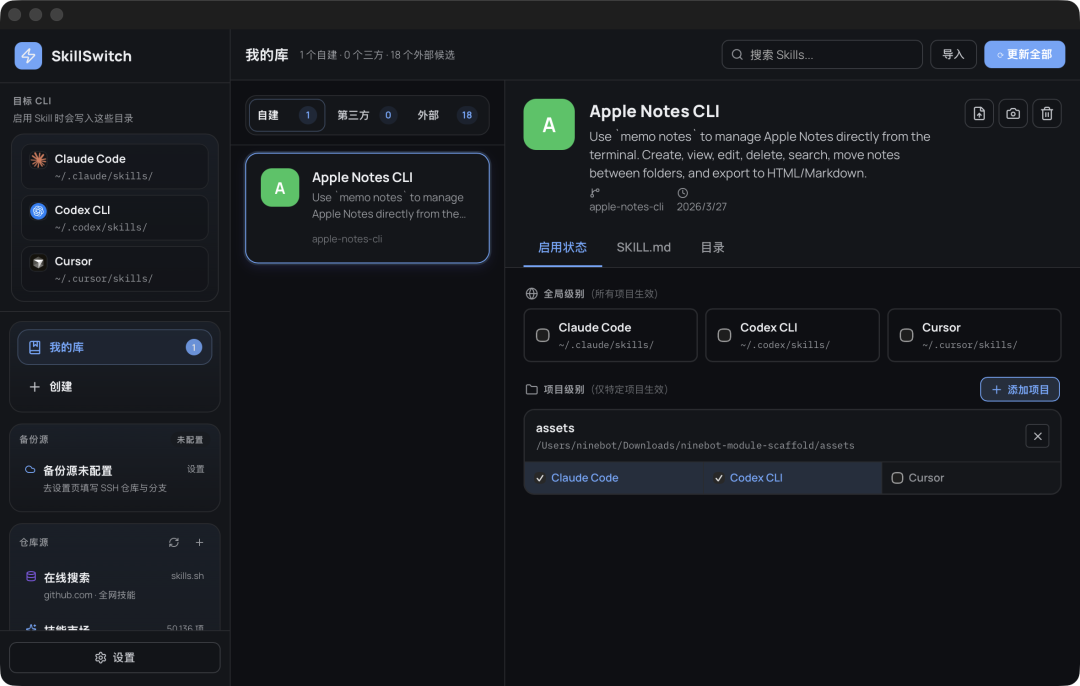 SkillSwitch
目标 CLI
启用 Skill 时会写入这些目录
Claude Code
~/.claude/skills/
Codex CLI
~/.codex/skills/
Cursor
~/.cursor/skills/
我的库
1
创建
备份源
未配置
备份源未配置
设置
去设置页填写 SSH 仓库与分支
仓库源
在线搜索
skills.sh
github.com · 全网技能
技能市场
50136 项
设置
我的库
1 个自建 · 0 个三方 · 18 个外部候选
搜索 Skills...
导入
更新全部
自建 1
第三方 0
外部 18
A
Apple Notes CLI
Use `memo notes` to manage
Apple Notes directly from the...
apple-notes-cli
A
Apple Notes CLI
Use `memo notes` to manage Apple Notes directly from the
terminal. Create, view, edit, delete, search, move notes
between folders, and export to HTML/Markdown.
apple-notes-cli
2026/3/27
启用状态
SKILL.md
目录
全局级别 (所有项目生效)
Claude Code
~/.claude/skills/
Codex CLI
~/.codex/skills/
Cursor
~/.cursor/skills/
项目级别 (仅特定项目生效)
添加项目
assets
/Users/ninebot/Downloads/ninebot-module-scaffold/assets
Claude Code
Codex CLI
Cursor